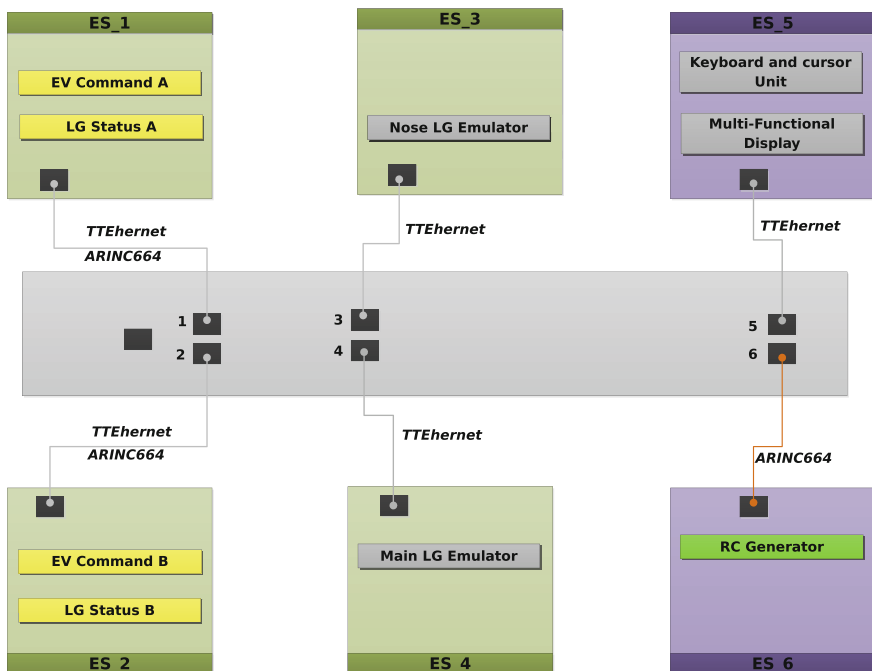 ES_1
ES_3
ES_5
EV Command A
LG Status A
Nose LG Emulator
Keyboard and cursor
Unit
Multi-Functional
Display
TTEhernet
ARINC664
TTEhernet
TTEhernet
1
2
3
4
5
6
TTEhernet
ARINC664
TTEhernet
ARINC664
EV Command B
LG Status B
Main LG Emulator
RC Generator
ES_2
ES_4
ES_6